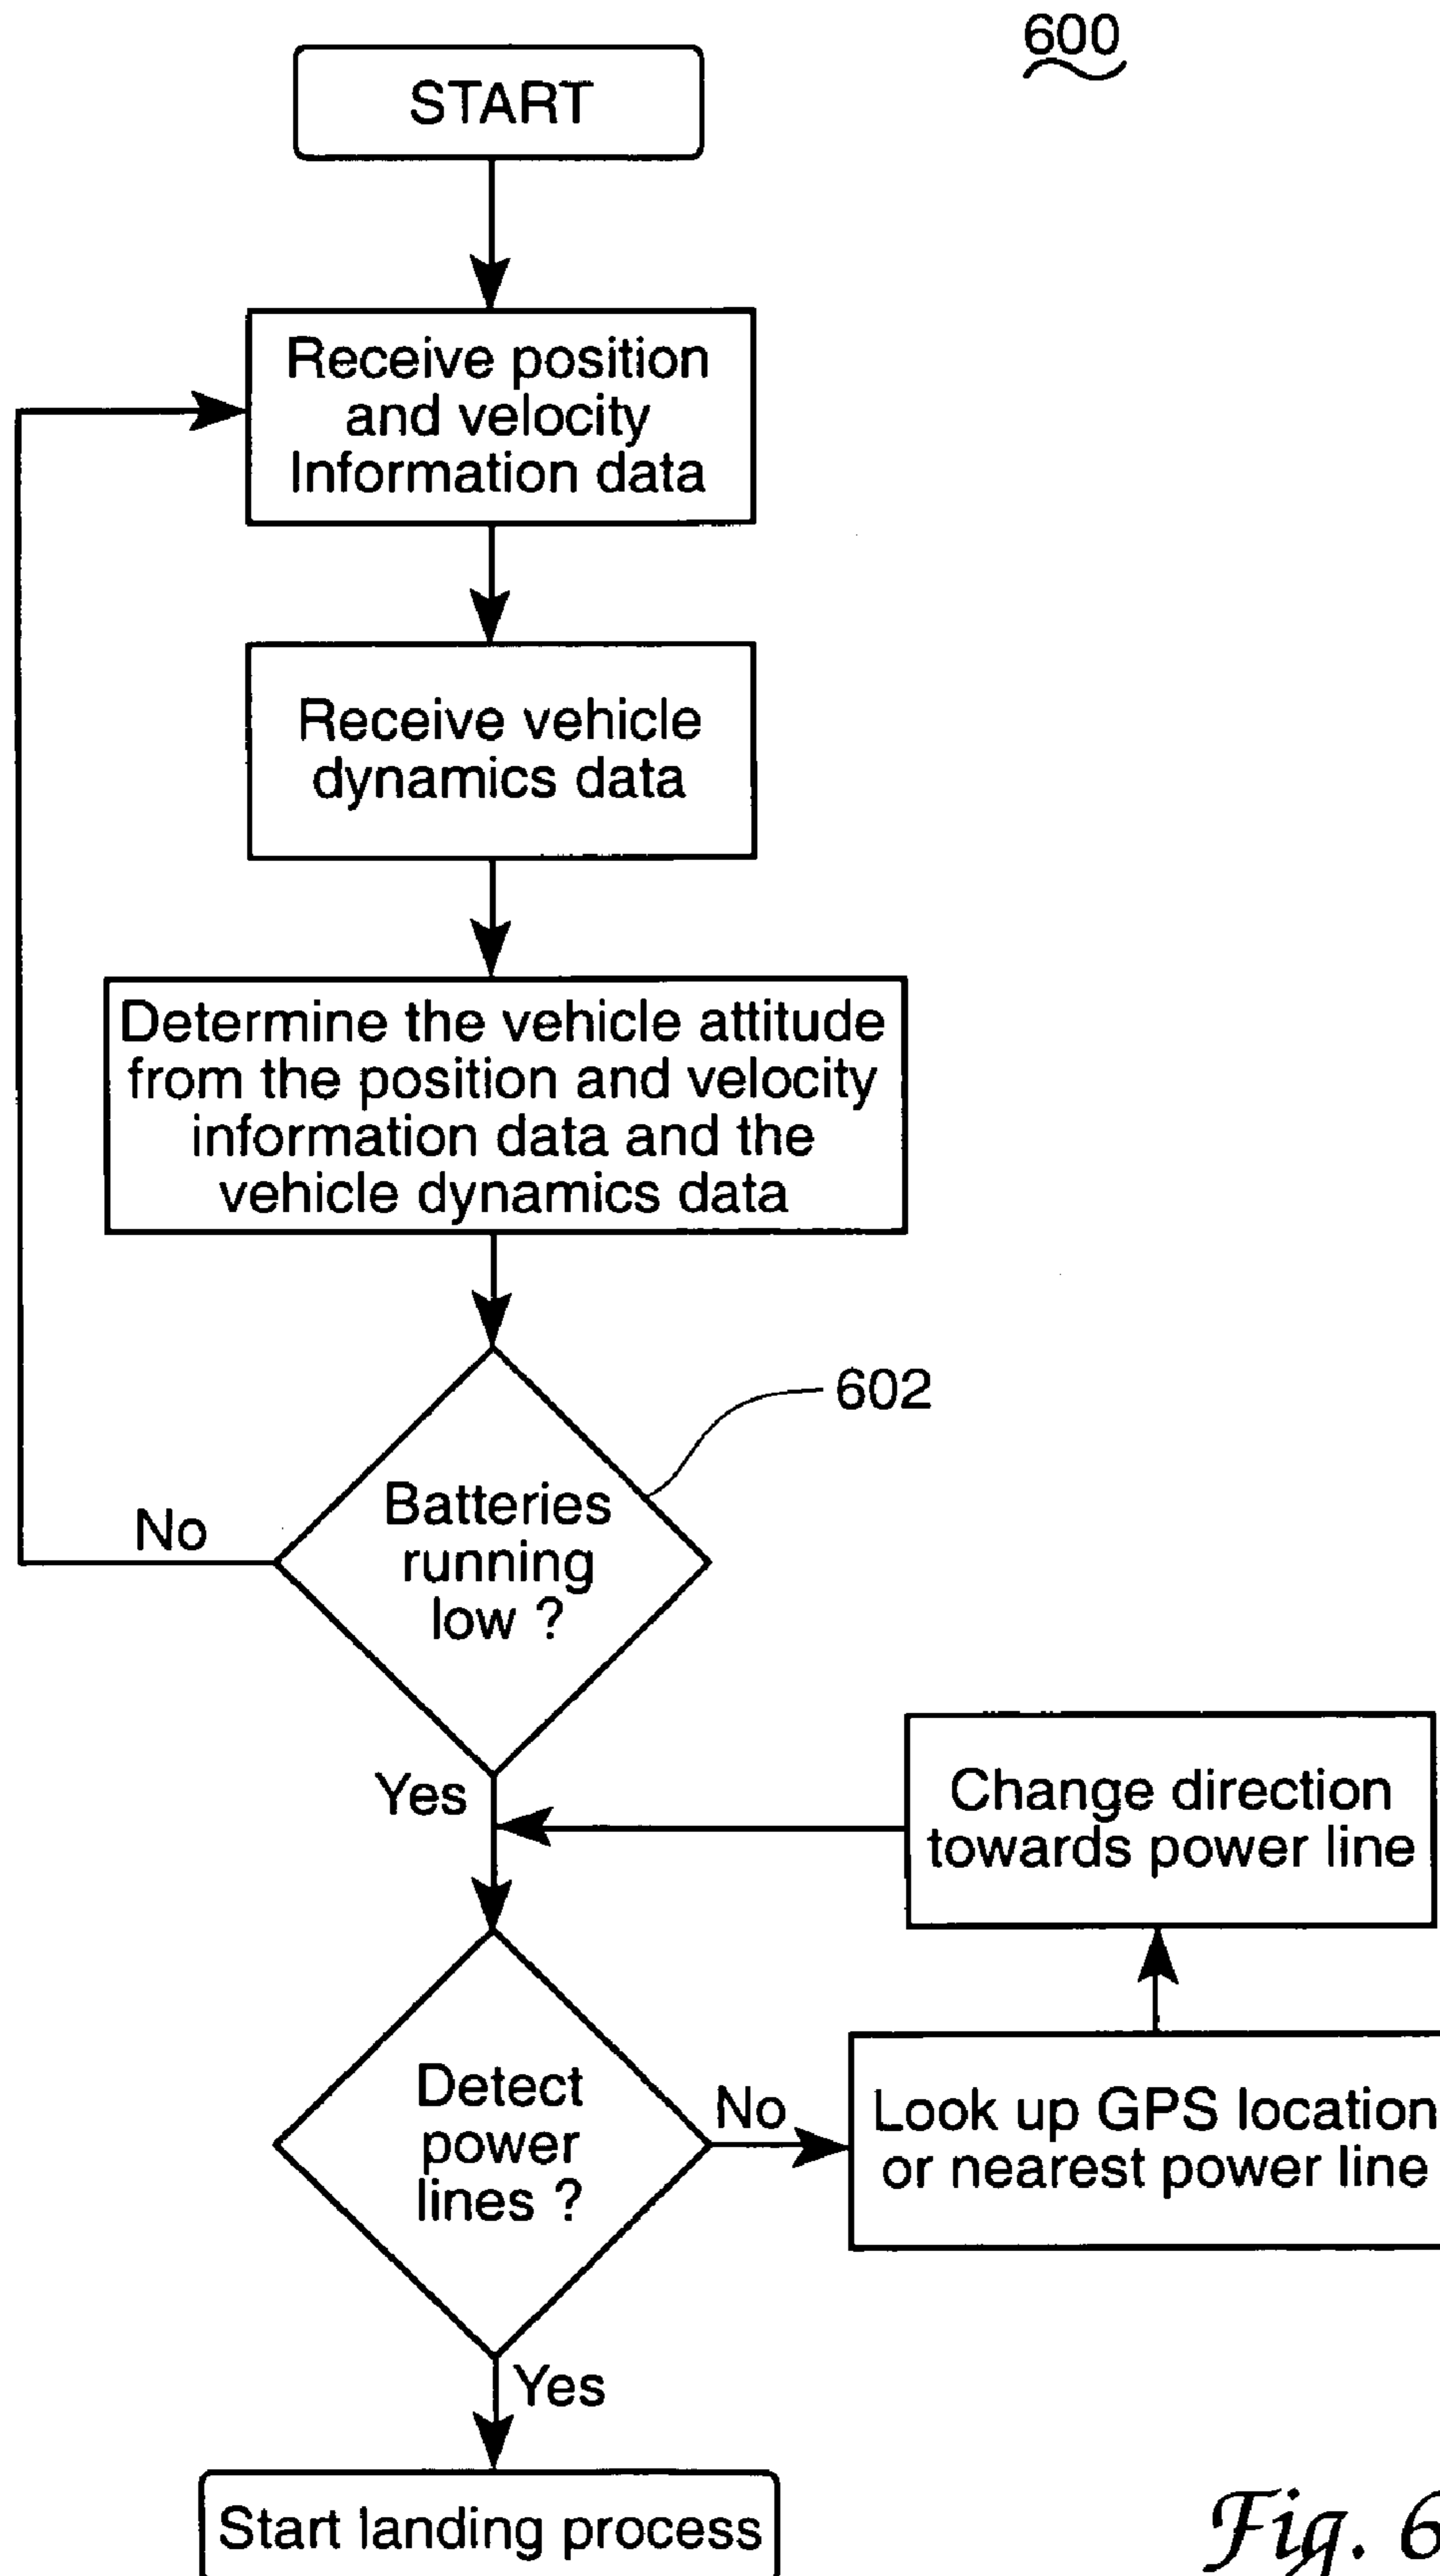 600
START
Receive position
and velocity
Information data
Receive vehicle
dynamics data
Determine the vehicle attitude
from the position and velocity
information data and the
vehicle dynamics data
602
Batteries
running
low ?
No
Yes
Change direction
towards power line
Detect
power
lines ?
No
Look up GPS location
or nearest power line
Yes
Start landing process
Fig. 6